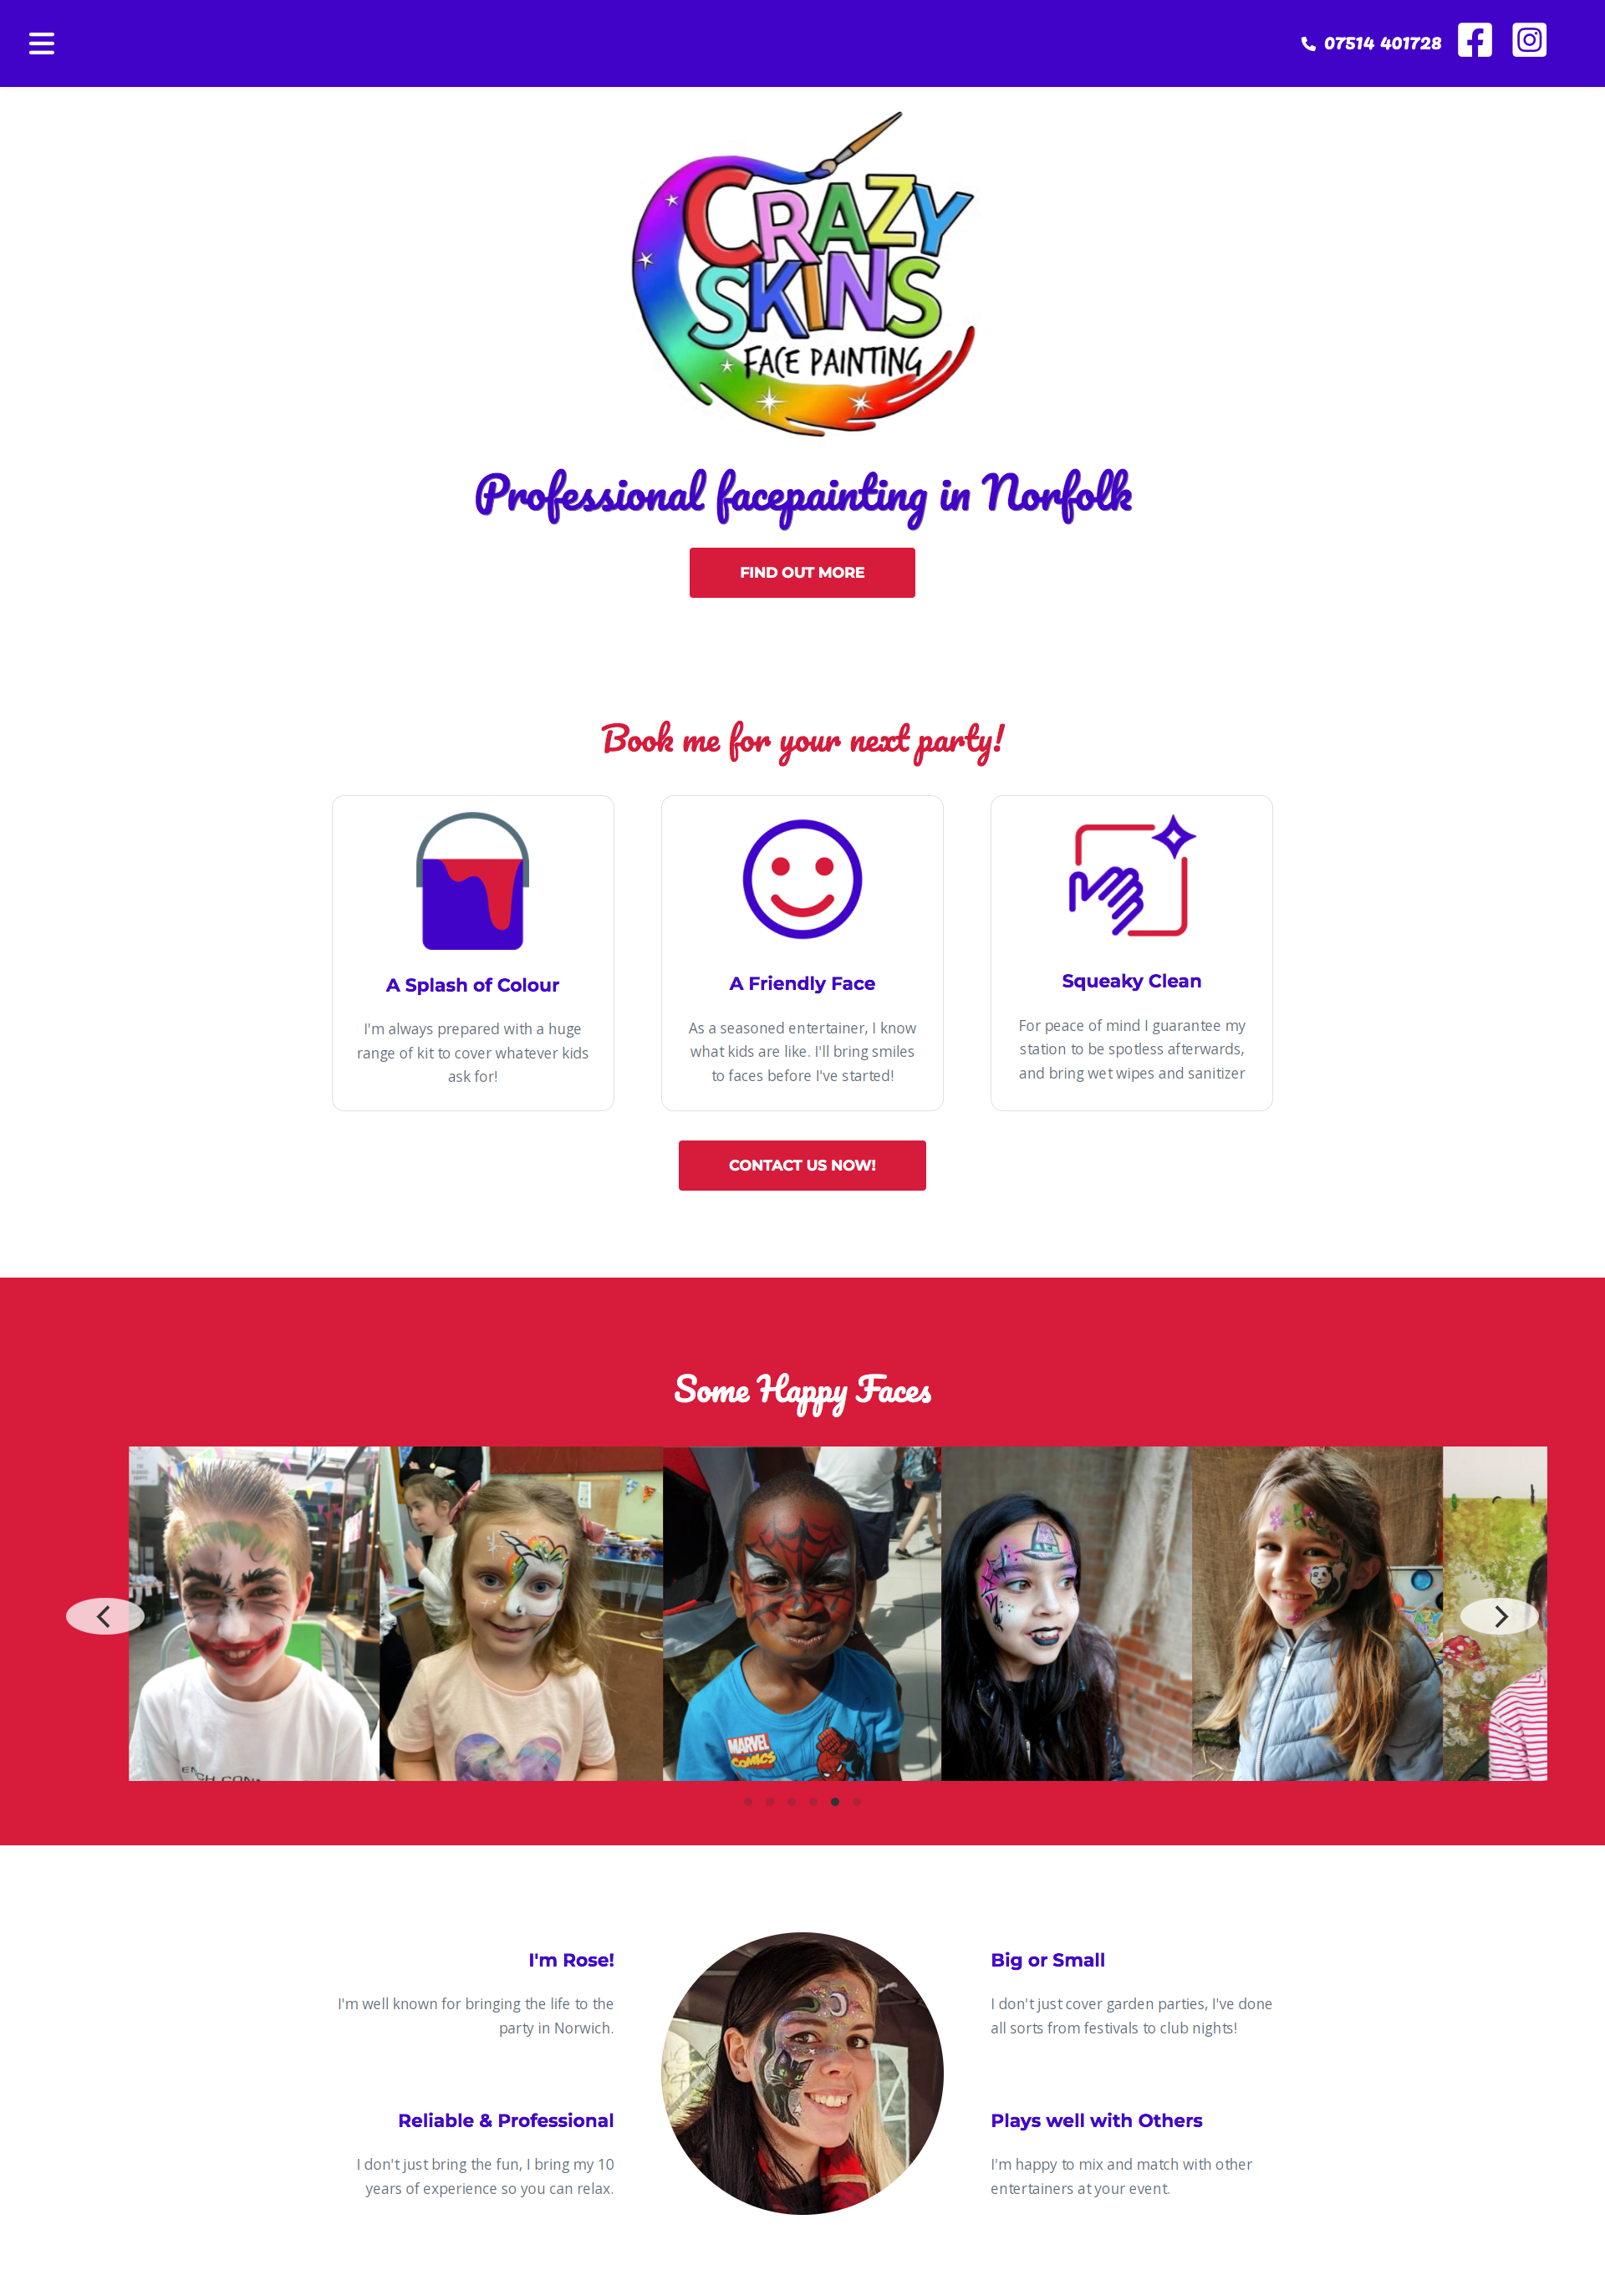 07514 401728
CRAZY
SKINS
FACE PAINTING
Professional facepainting in Norfolk
FIND OUT MORE
Book me for your next party!
A Splash of Colour
I'm always prepared with a huge
range of kit to cover whatever kids
ask for!
A Friendly Face
As a seasoned entertainer, I know
what kids are like. I'll bring smiles
to faces before I've started!
Squeaky Clean
For peace of mind I guarantee my
station to be spotless afterwards,
and bring wet wipes and sanitizer
CONTACT US NOW!
Some Happy Faces
MARVEL
COMICS
I'm Rose!
I'm well known for bringing the life to the
party in Norwich.
Reliable & Professional
I don't just bring the fun, I bring my 10
years of experience so you can relax.
Big or Small
I don't just cover garden parties, I've done
all sorts from festivals to club nights!
Plays well with Others
I'm happy to mix and match with other
entertainers at your event.